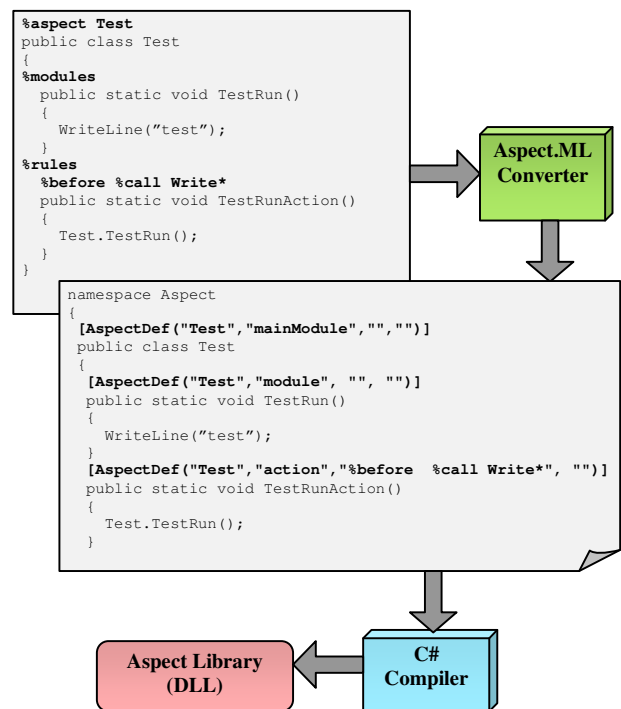 %aspect Test
public class Test
{
%modules
public static void TestRun()
{
WriteLine(”test”);
}
%rules
%before %call Write*
public static void TestRunAction()
{
Test.TestRun();
}
}
Aspect.ML
Converter
namespace Aspect
{
[AspectDef("Test","mainModule","","")]
public class Test
{
[AspectDef("Test","module", "", "")]
public static void TestRun()
{
WriteLine(”test”);
}
[AspectDef("Test","action","%before  %call Write*", "")]
public static void TestRunAction()
{
Test.TestRun();
}
Aspect Library
(DLL)
C#
Compiler